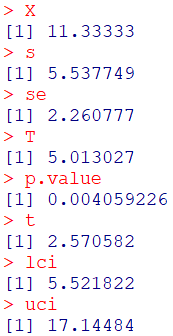 > X
[1] 11.33333
> s
[1] 5.537749
> se
[1] 2.260777
> T
[1] 5.013027
> p.value
[1] 0.004059226
> t
[1] 2.570582
> lci
[1] 5.521822
> uci
[1] 17.14484